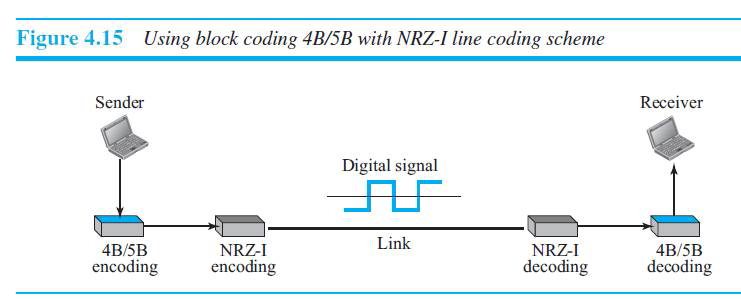 Figure 4.15 Using block coding 4B/5B with NRZ-I line coding scheme
Sender
Receiver
Digital signal
Link
4B/5B
encoding
NRZ-I
encoding
NRZ-I
decoding
4B/5B
decoding